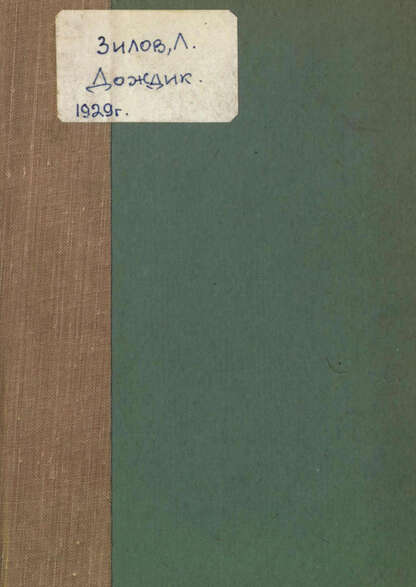 Зилов, Л.
Дождик.
1929г.